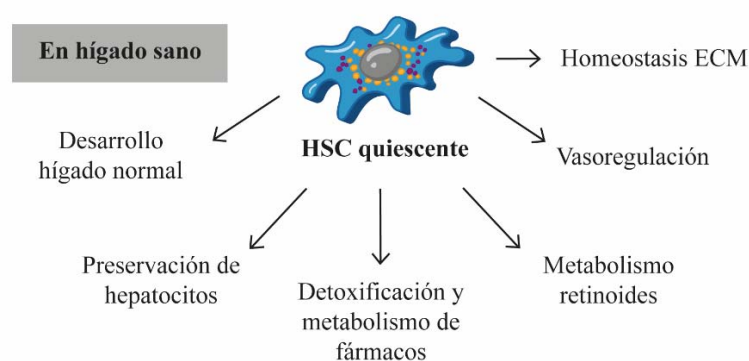 En hígado sano
Homeostasis ECM
HSC quiescente
Desarrollo
hígado normal
Vasoregulación
Preservación de
hepatocitos
Detoxificación y
metabolismo de
fármacos
Metabolismo
retinoides